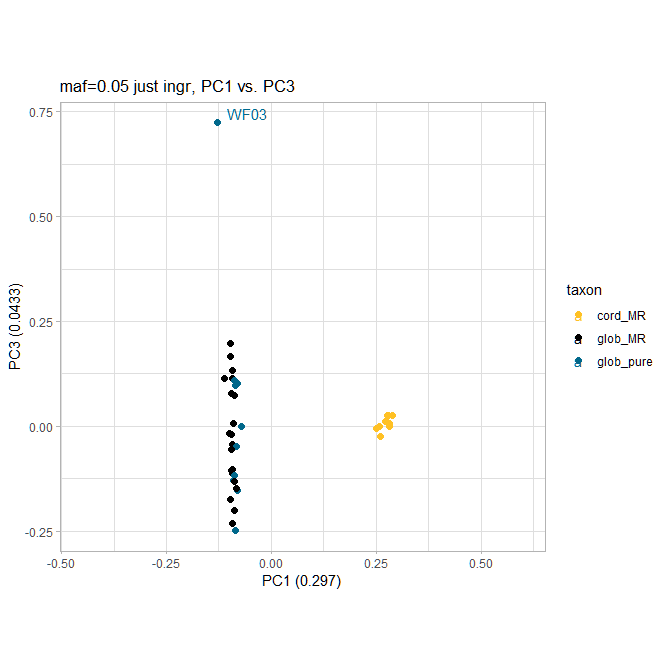 maf=0.05 just ingr, PC1 vs. PC3
WF03
0.75
0.50
0.25
0.00
-0.25
PC3 (0.0433)
-0.50
-0.25
0.00
0.25
0.50
PC1 (0.297)
taxon
a cord_MR
a glob_MR
a glob_pure